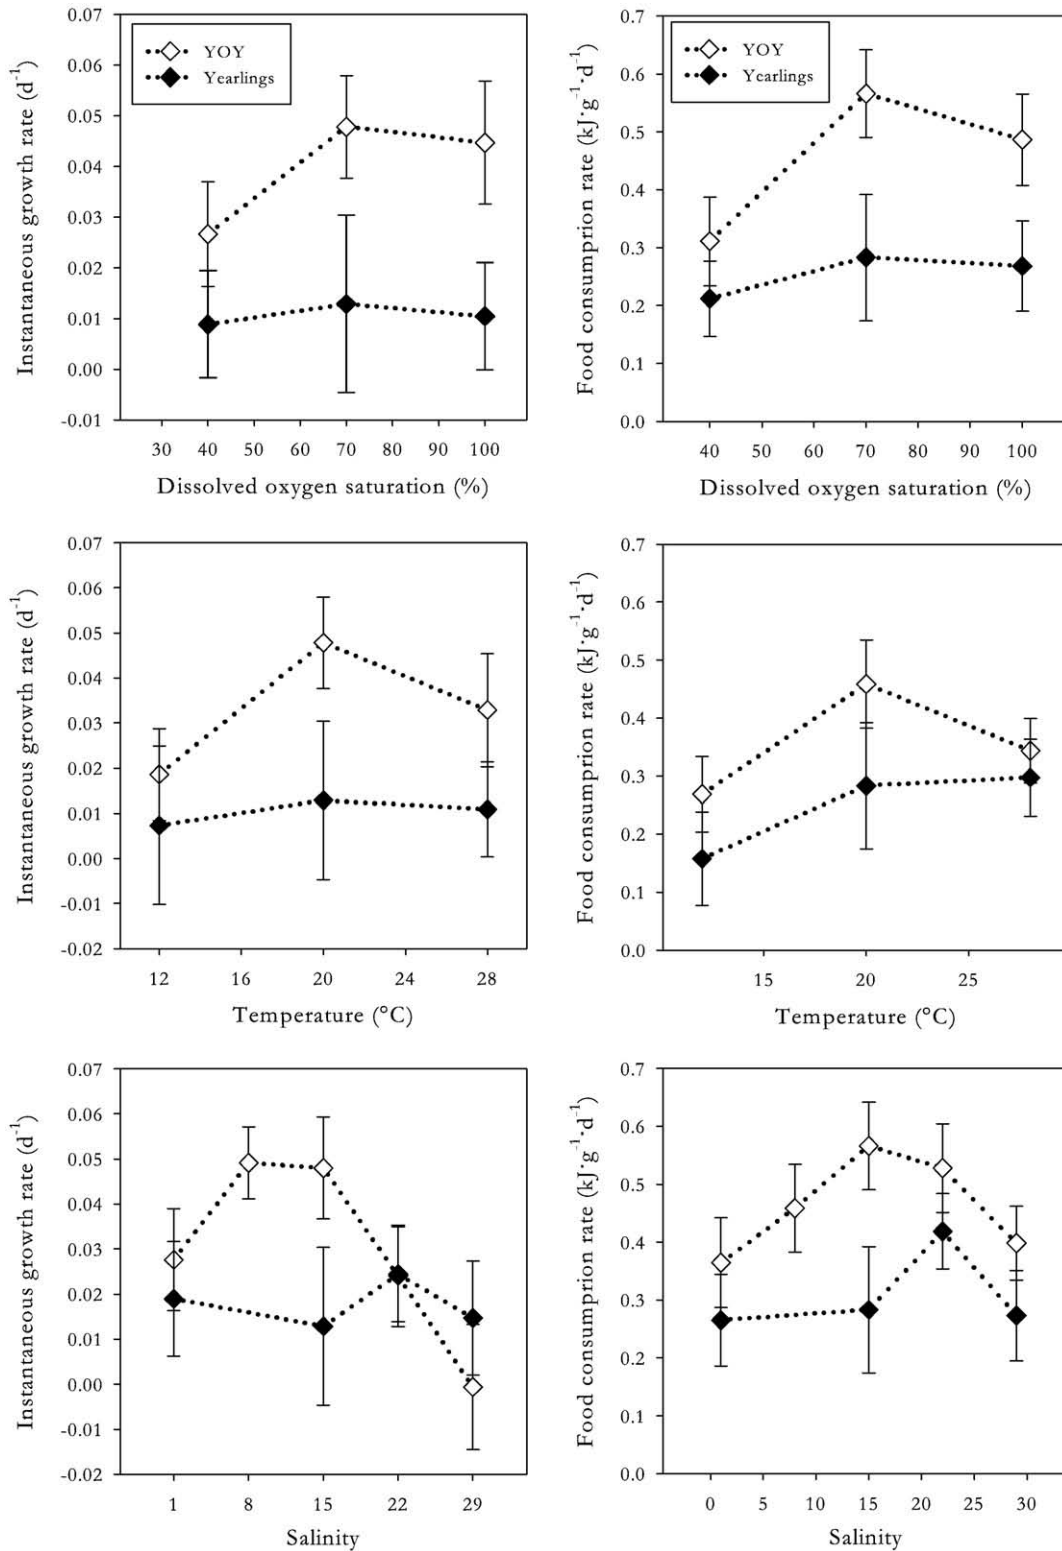 0.07
0.06
0.05
0.04
0.03
0.02
0.01
0.00
-0.01
Instantaneous growth rate (d⁻¹)
YOY
Yearlings
30 40 50 60 70 80 90 100
Dissolved oxygen saturation (%)
0.7
0.6
0.5
0.4
0.3
0.2
0.1
0.0
Food consumprion rate (kJ·g⁻¹·d⁻¹)
YOY
Yearlings
40 50 60 70 80 90 100
Dissolved oxygen saturation (%)
0.07
0.06
0.05
0.04
0.03
0.02
0.01
0.00
-0.01
-0.02
Instantaneous growth rate (d⁻¹)
12 16 20 24 28
Temperature (°C)
0.7
0.6
0.5
0.4
0.3
0.2
0.1
0.0
Food consumprion rate (kJ·g⁻¹·d⁻¹)
15 20 25
Temperature (°C)
0.07
0.06
0.05
0.04
0.03
0.02
0.01
0.00
-0.01
-0.02
Instantaneous growth rate (d⁻¹)
1 8 15 22 29
Salinity
0.7
0.6
0.5
0.4
0.3
0.2
0.1
0.0
Food consumprion rate (kJ·g⁻¹·d⁻¹)
0 5 10 15 20 25 30
Salinity